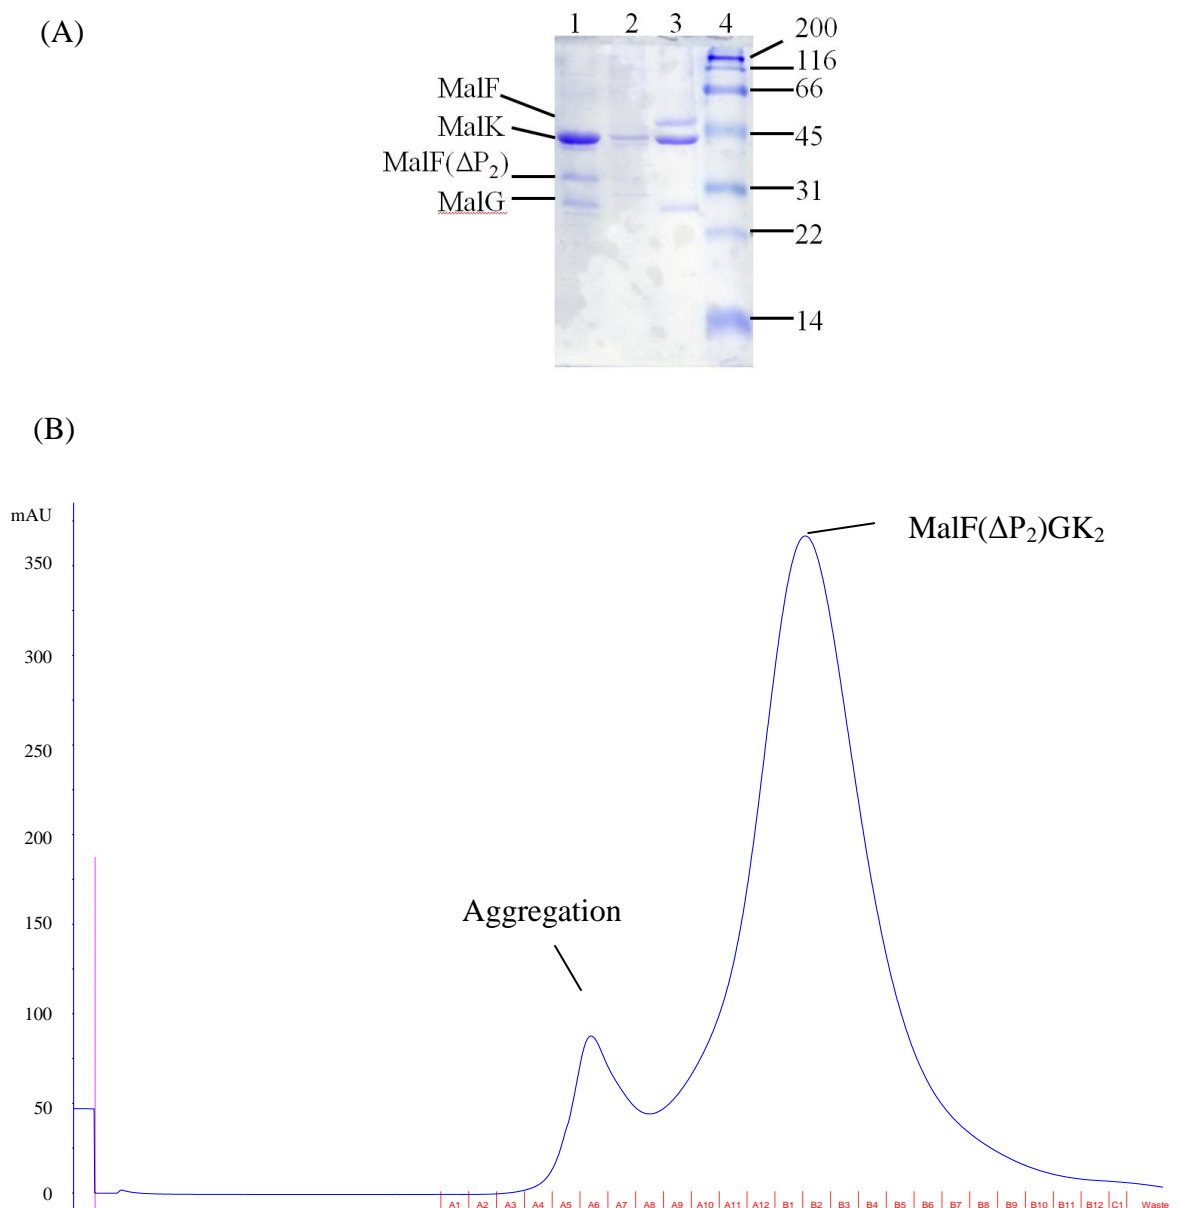 (A)
1 2 3 4
200
116
MalF
66
MalK
45
MalF(ΔP₂)
31
MalG
22
14
(B)
mAU
MalF(ΔP₂)GK₂
350
300
250
200
Aggregation
150
100
50
0
A1 A2 A3 A4 A5 A6 A7 A8 A9 A10 A11 A12 B1 B2 B3 B4 B5 B6 B7 B8 B9 B10 B11 B12 C1 Waste